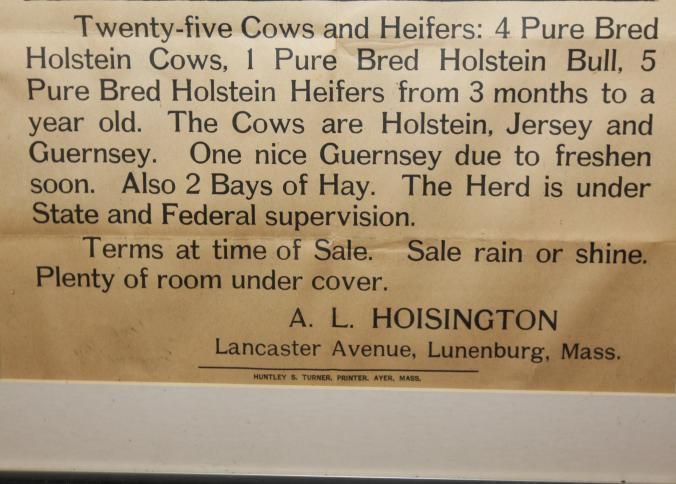 Twenty-five Cows and Heifers: 4 Pure Bred
Holstein Cows, 1 Pure Bred Holstein Bull, 5
Pure Bred Holstein Heifers from 3 months to a
year old. The Cows are Holstein, Jersey and
Guernsey. One nice Guernsey due to freshen
soon. Also 2 Bays of Hay. The Herd is under
State and Federal supervision.
Terms at time of Sale. Sale rain or shine.
Plenty of room under cover.
A. L. HOISINGTON
Lancaster Avenue, Lunenburg, Mass.
HUNTLEY S. TURNER, PRINTER, AYER, MASS.